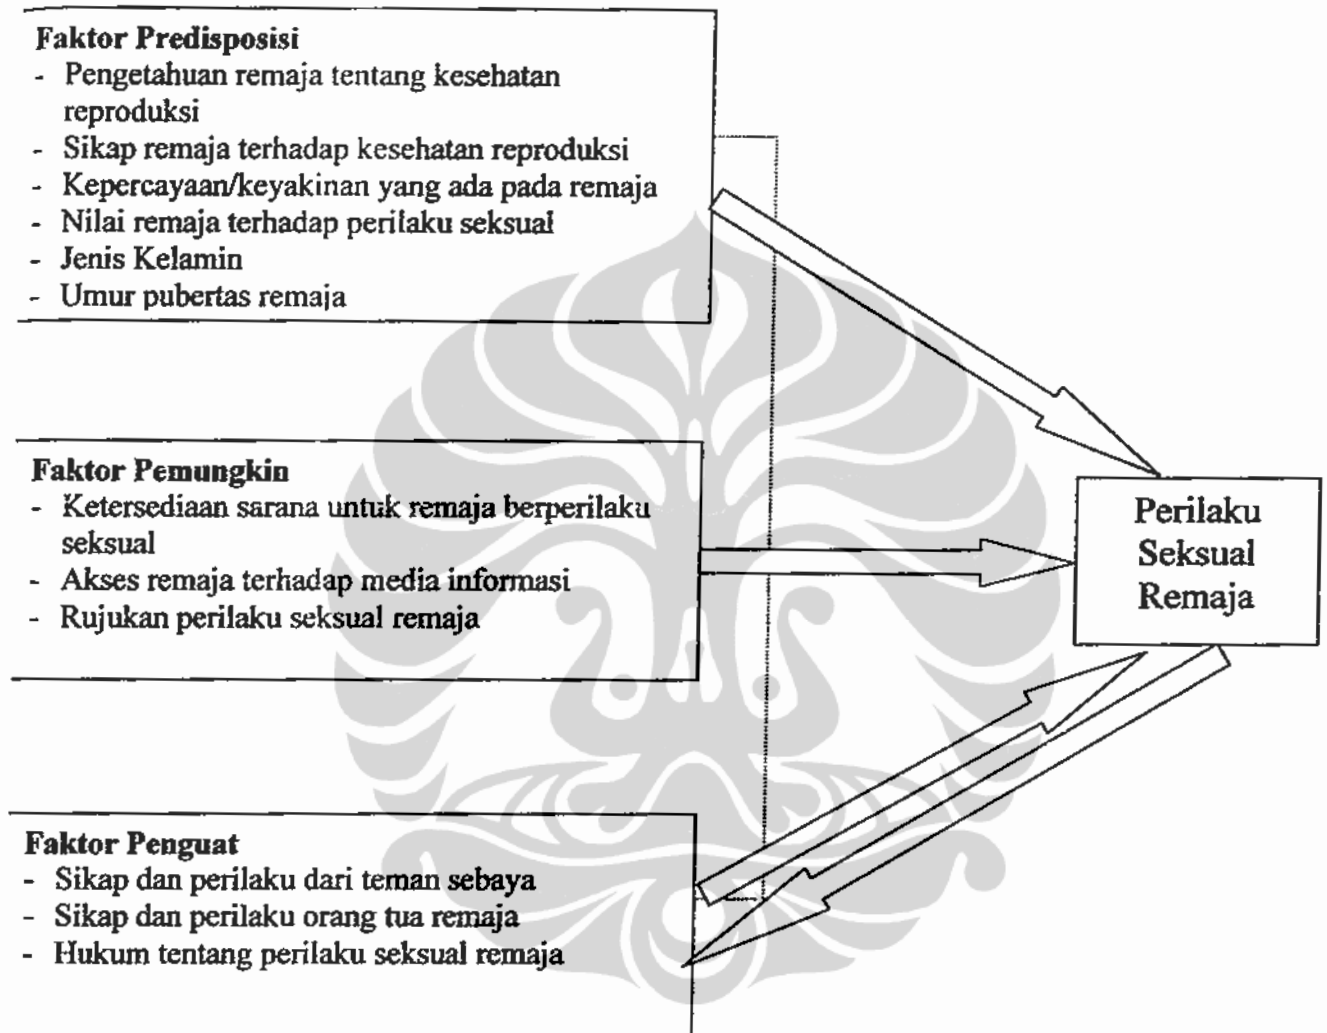 Faktor Predisposisi
- Pengetahuan remaja tentang kesehatan
reproduksi
- Sikap remaja terhadap kesehatan reproduksi
- Kepercayaan/keyakinan yang ada pada remaja
- Nilai remaja terhadap perilaku seksual
- Jenis Kelamin
- Umur pubertas remaja
Faktor Pemungkin
- Ketersediaan sarana untuk remaja berperilaku
seksual
- Akses remaja terhadap media informasi
- Rujukan perilaku seksual remaja
Perilaku
Seksual
Remaja
Faktor Penguat
- Sikap dan perilaku dari teman sebaya
- Sikap dan perilaku orang tua remaja
- Hukum tentang perilaku seksual remaja